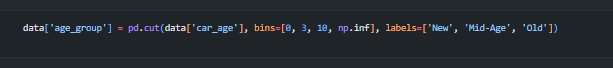 data['age_group'] = pd.cut(data['car_age'], bins=[0, 3, 10, np.inf], labels=['New', 'Mid-Age', 'Old'])